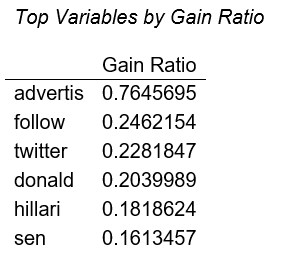 Top Variables by Gain Ratio
Gain Ratio
advertis 0.7645695
follow 0.2462154
twitter 0.2281847
donald 0.2039989
hillari 0.1818624
sen 0.1613457